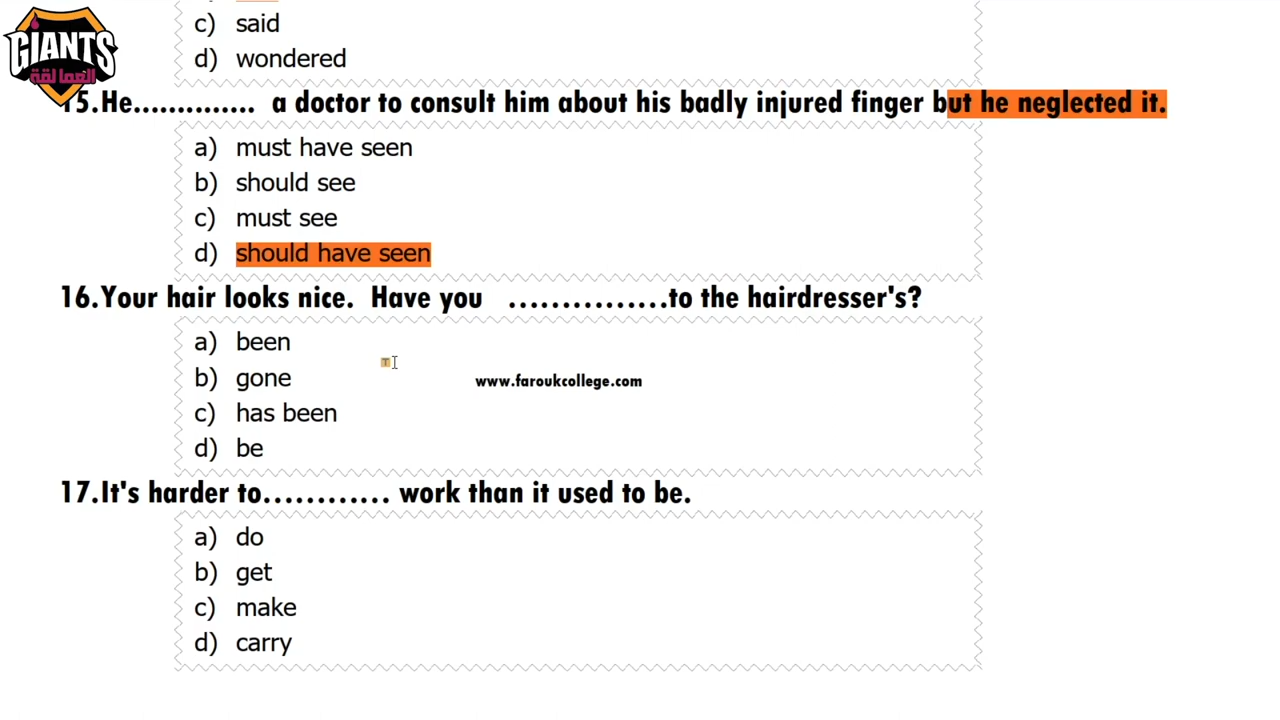 GIANTS
العمالقة
c) said
d) wondered
15.He.............. a doctor to consult him about his badly injured finger but he neglected it.
a) must have seen
b) should see
c) must see
d) should have seen
16.Your hair looks nice. Have you ...............to the hairdresser's?
a) been
b) gone
www.faroukcollege.com
c) has been
d) be
17.It's harder to............ work than it used to be.
a) do
b) get
c) make
d) carry